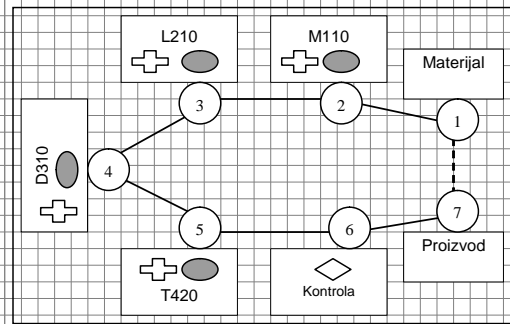 L210
M110
Materijal
3
2
1
D310
4
7
5
6
Proizvod
T420
Kontrola